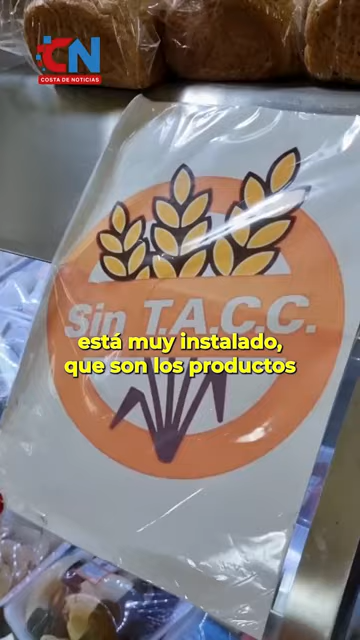 CN
COSTA DE NOTICIAS
Sin T.A.C.C.
está muy instalado,
que son los productos